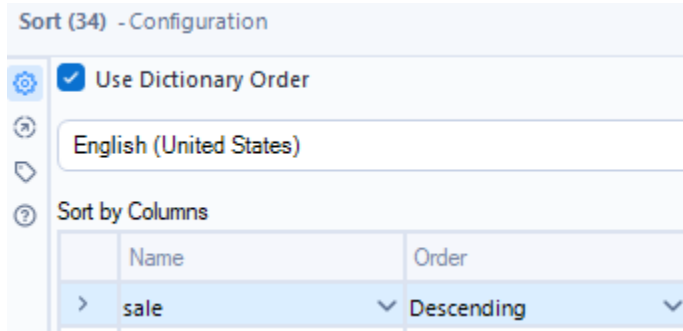 Sort (34) - Configuration
Use Dictionary Order
English (United States)
Sort by Columns
Name Order
sale Descending